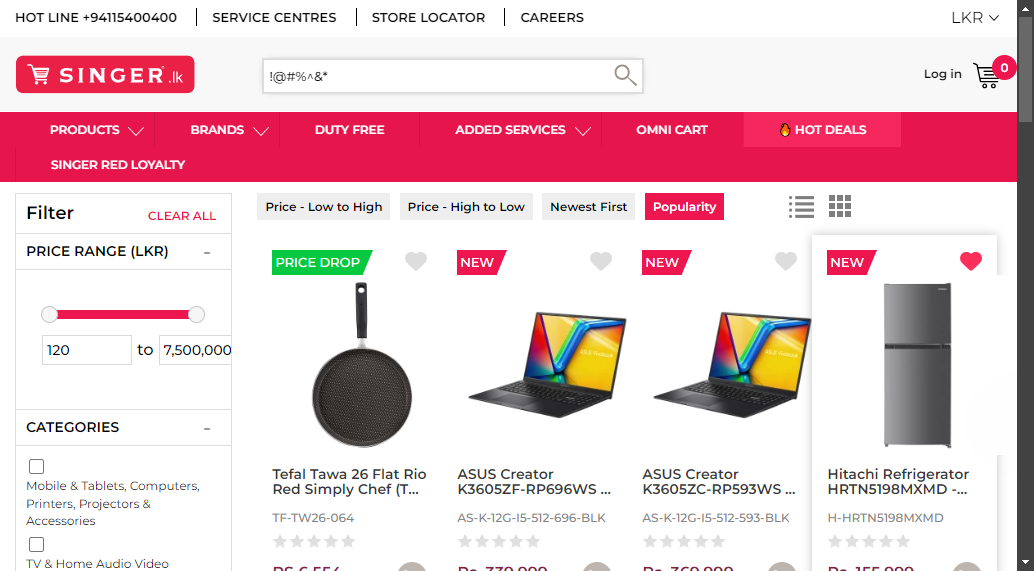 HOT LINE +94115400400 SERVICE CENTRES STORE LOCATOR CAREERS LKR
SINGER.lk !@#%^&* Log in 0
PRODUCTS BRANDS DUTY FREE ADDED SERVICES OMNI CART HOT DEALS
SINGER RED LOYALTY
Filter CLEAR ALL
PRICE RANGE (LKR) -
120 to 7,500,000
CATEGORIES -
Mobile & Tablets, Computers,
Printers, Projectors &
Accessories
TV & Home Audio Video
Price - Low to High Price - High to Low Newest First Popularity
PRICE DROP NEW NEW NEW
Tefal Tawa 26 Flat Rio
Red Simply Chef (T...
TF-TW26-064
ASUS Creator
K3605ZF-RP696WS ...
AS-K-12G-I5-512-696-BLK
ASUS Creator
K3605ZC-RP593WS ...
AS-K-12G-I5-512-593-BLK
Hitachi Refrigerator
HRTN5198MXMD -...
H-HRTN5198MXMD